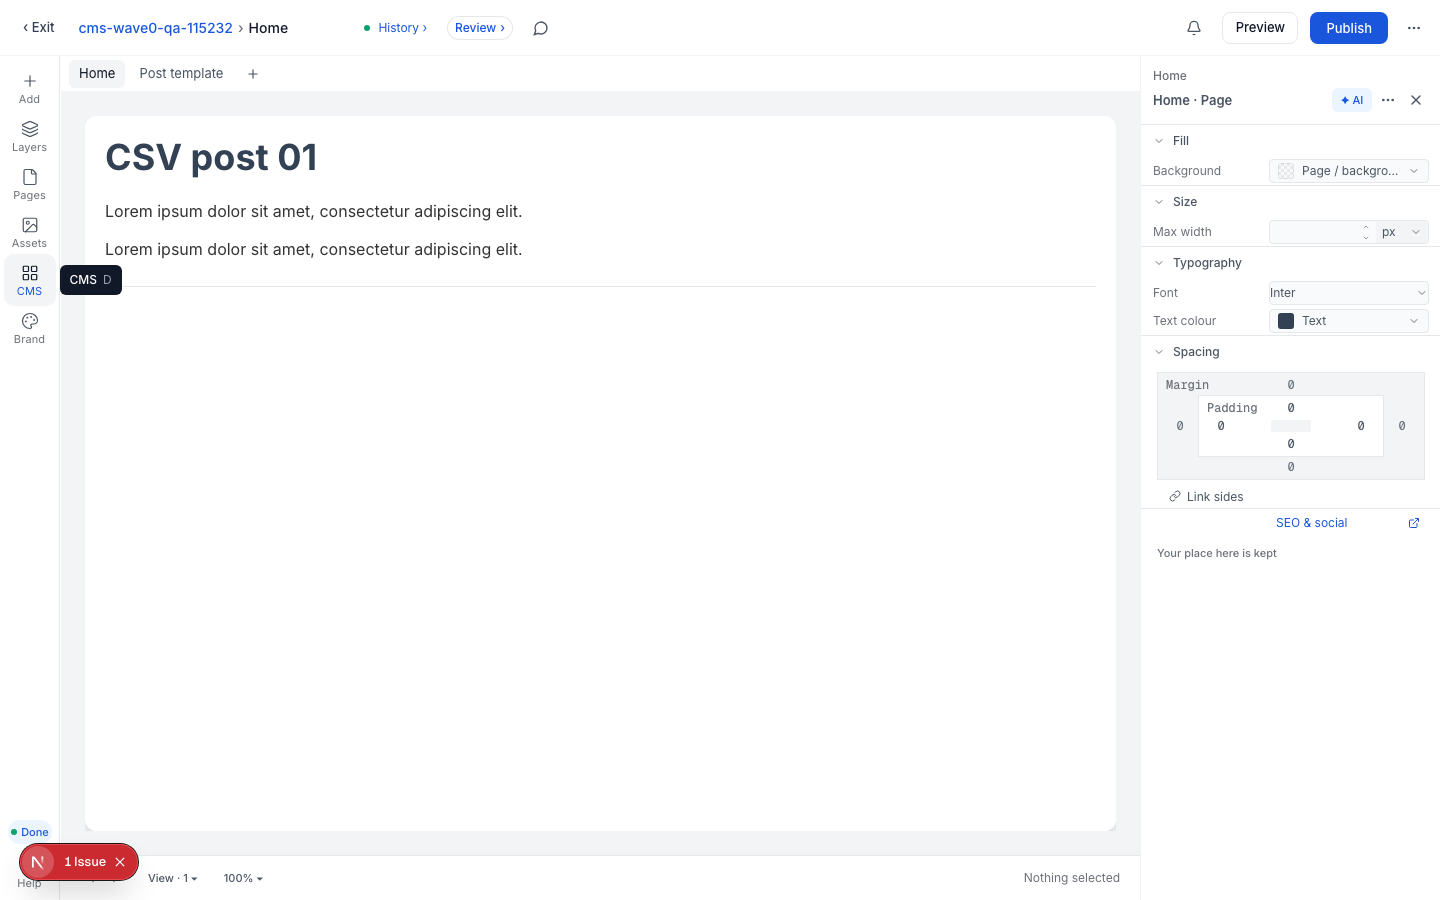 ‹ Exit
cms-wave0-qa-115232 › Home
History ›
Review ›
Preview
Publish
Add
Layers
Pages
Assets
CMS
Brand
CMS D
Home
Post template
CSV post 01
Lorem ipsum dolor sit amet, consectetur adipiscing elit.
Lorem ipsum dolor sit amet, consectetur adipiscing elit.
Home
Home · Page
AI
Fill
Background
Page / backgro...
Size
Max width
px
Typography
Font
Inter
Text colour
Text
Spacing
Margin
0
Padding
0
0
0
0
0
0
0
Link sides
SEO & social
Your place here is kept
Done
1 Issue
Help
View · 1
100%
Nothing selected